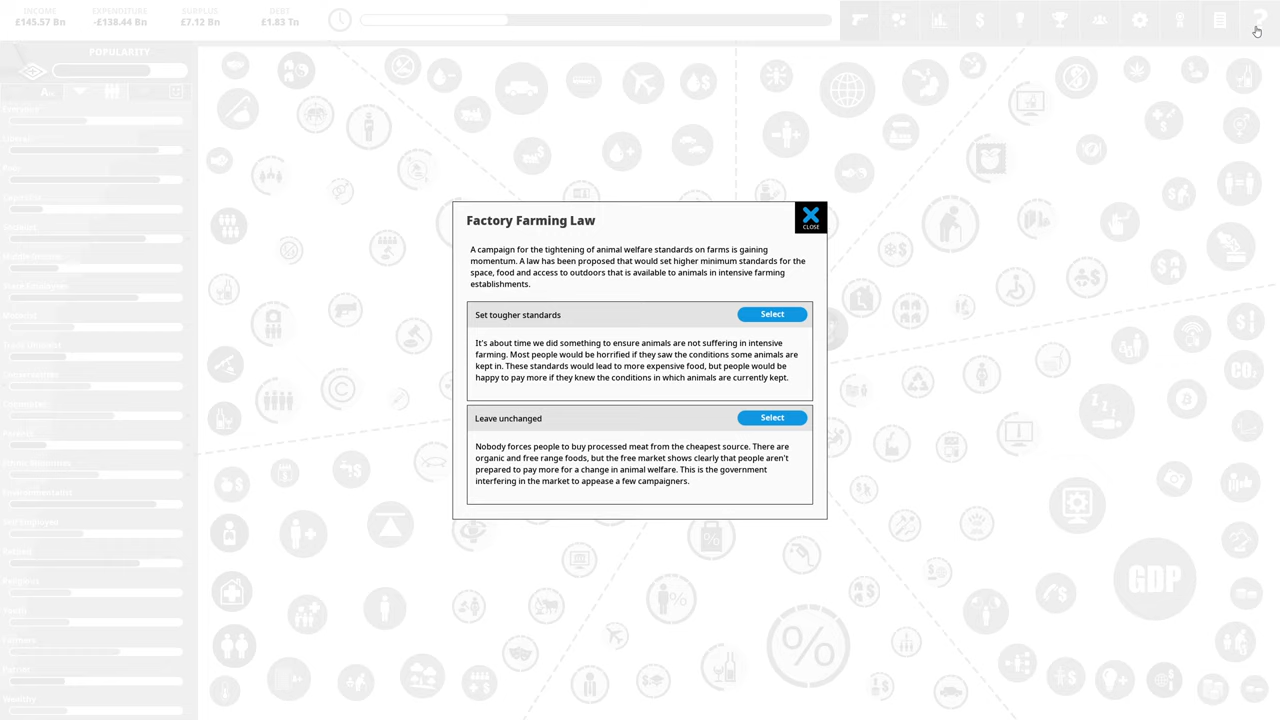 INCOME EXPENDITURE SURPLUS DEBT
£145.57 Bn -£138.44 Bn £7.12 Bn £1.83 Tn
POPULARITY
Factory Farming Law
CLOSE
A campaign for the tightening of animal welfare standards on farms is gaining
momentum. A law has been proposed that would set higher minimum standards for the
space, food and access to outdoors that is available to animals in intensive farming
establishments.
Set tougher standards Select
It's about time we did something to ensure animals are not suffering in intensive
farming. Most people would be horrified if they saw the conditions some animals are
kept in. These standards would lead to more expensive food, but people would be
happy to pay more if they knew the conditions in which animals are currently kept.
Leave unchanged Select
Nobody forces people to buy processed meat from the cheapest source. There are
organic and free range foods, but the free market shows clearly that people aren't
prepared to pay more for a change in animal welfare. This is the government
interfering in the market to appease a few campaigners.
Environmentalist
Self Employed
Retired
Religious
Youth
Farmers
Wealthy
CO2
GDP